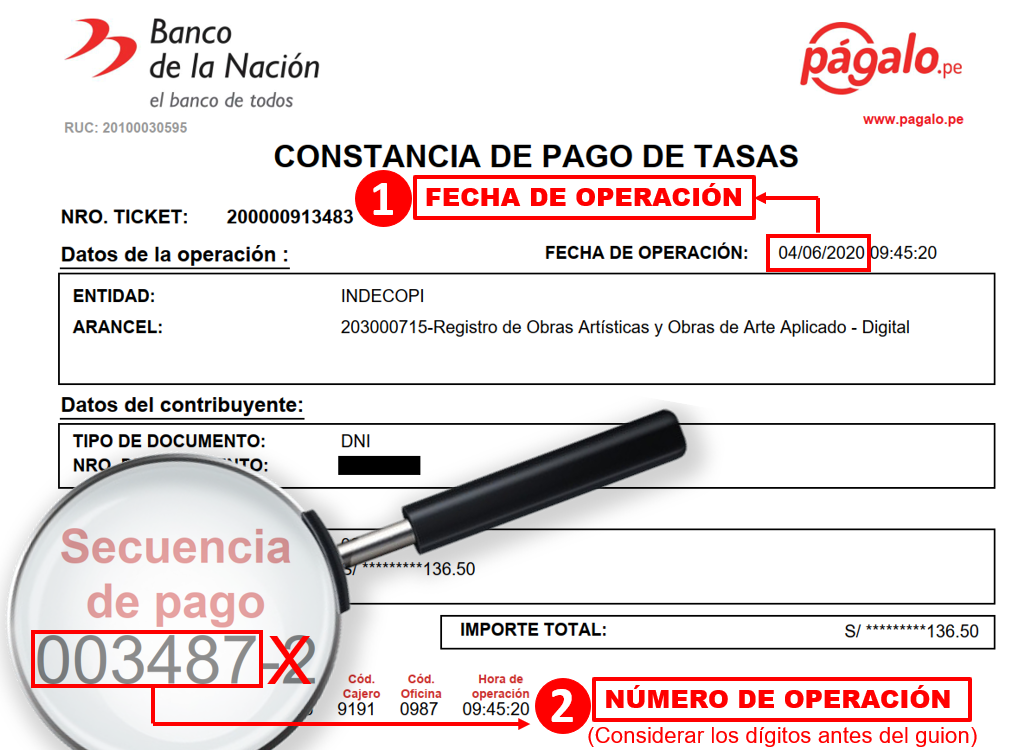 Banco
de la Nación
el banco de todos
RUC: 20100030595
págalo.pe
www.pagalo.pe
CONSTANCIA DE PAGO DE TASAS
1 FECHA DE OPERACIÓN
NRO. TICKET: 200000913483
Datos de la operación :
FECHA DE OPERACIÓN: 04/06/2020 09:45:20
ENTIDAD: INDECOPI
ARANCEL: 203000715-Registro de Obras Artísticas y Obras de Arte Aplicado - Digital
Datos del contribuyente:
TIPO DE DOCUMENTO: DNI
NRO.
S/ *********136.50
Secuencia
de pago
003487-2
X
IMPORTE TOTAL: S/ *********136.50
Cód. Cajero
9191
Cód. Oficina
0987
Hora de operación
09:45:20
2 NÚMERO DE OPERACIÓN
(Considerar los dígitos antes del guion)